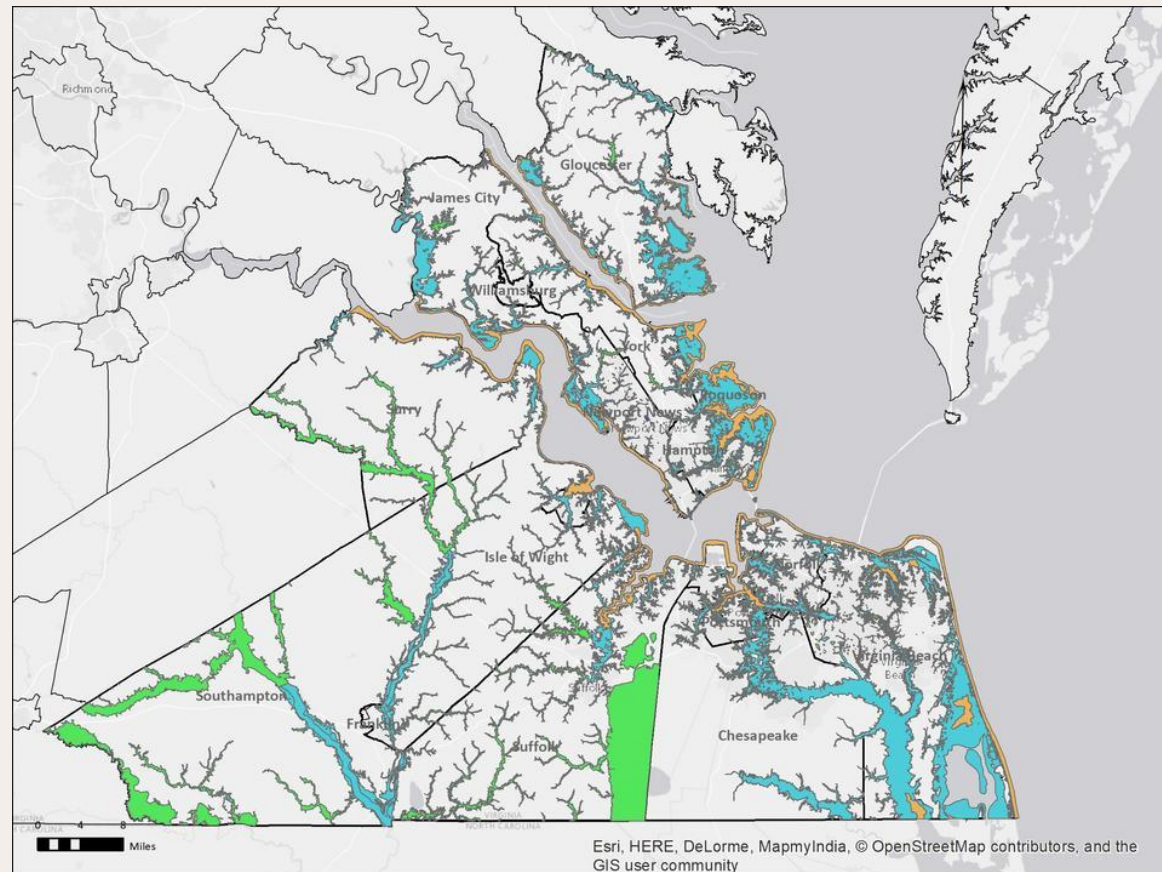 Richmond
Gloucester
James City
Williamsburg
York
Poquoson
Newport News
Hampton
Surry
Isle of Wight
Norfolk
Portsmouth
Virginia Beach
Southampton
Franklin
Suffolk
Suffolk
Chesapeake
VIRGINIA
NORTH CAROLINA
0 4 8
Miles
Esri, HERE, DeLorme, MapmyIndia, © OpenStreetMap contributors, and the
GIS user community